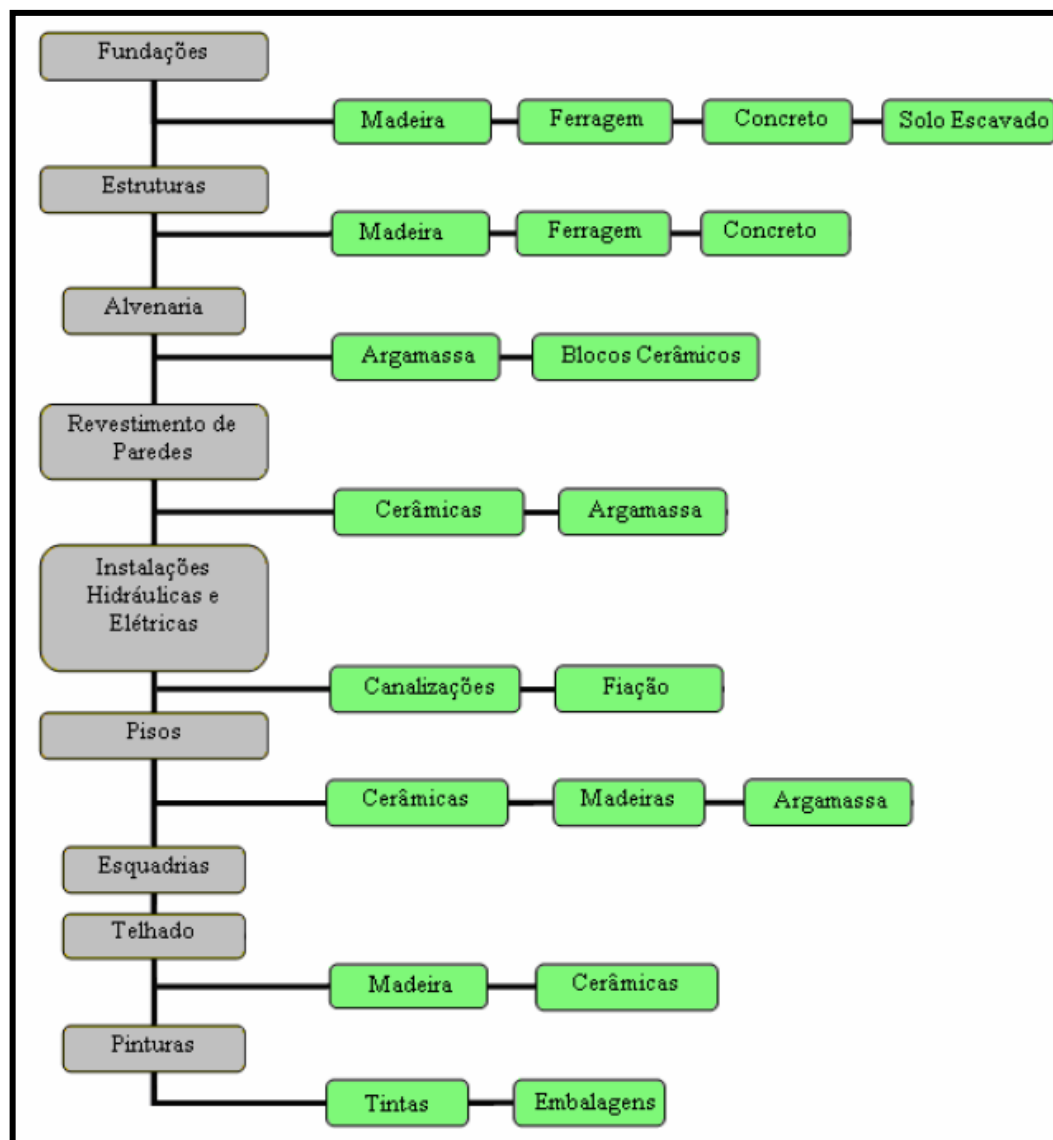 Fundações
Madeira Ferragem Concreto Solo Escavado
Estruturas
Madeira Ferragem Concreto
Alvenaria
Argamassa Blocos Cerâmicos
Revestimento de
Paredes
Cerâmicas Argamassa
Instalações
Hidráulicas e
Elétricas
Canalizações Fiação
Pisos
Cerâmicas Madeiras Argamassa
Esquadrias
Telhado
Madeira Cerâmicas
Pinturas
Tintas Embalagens